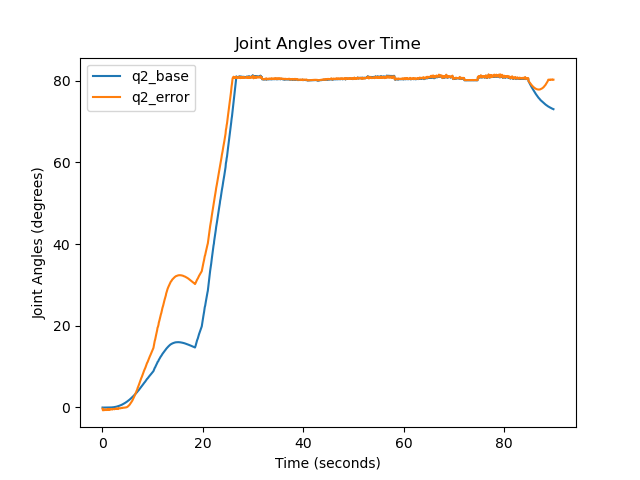 Joint Angles over Time
q2_base
q2_error
Joint Angles (degrees)
80
60
40
20
0
0 20 40 60 80
Time (seconds)